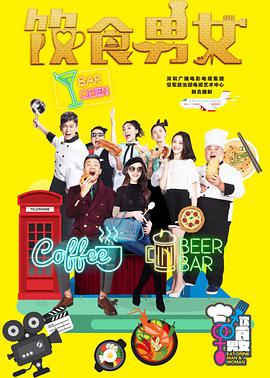 饮食男女
深圳广播电影电视集团
空军政治部电视艺术中心
联合摄制
BAR
OPEN
TELEPHONE
Coffee
BEER
BAR
饮食男女
EAT DRINK
MAN &
WOMAN